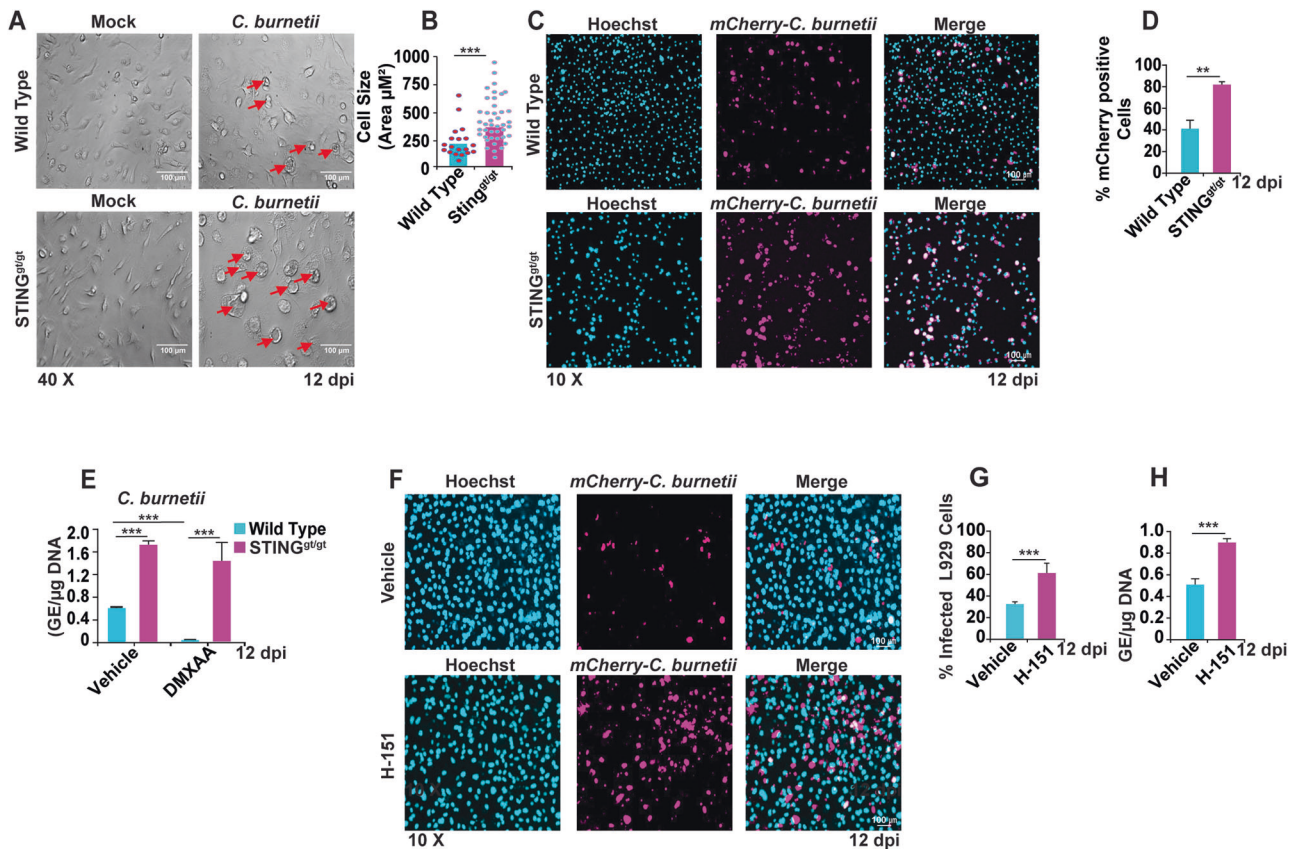 A
Mock
C. burnetii
Wild Type
100 µm
100 µm
Mock
C. burnetii
STINGgt/gt
100 µm
100 µm
40 X
12 dpi
B
***
Cell Size
(Area µM²)
1000
750
500
250
0
Wild Type
Stinggt/gt
C
Hoechst
mCherry-C. burnetii
Merge
Wild Type
100 µm
Hoechst
mCherry-C. burnetii
Merge
STINGgt/gt
100 µm
10 X
12 dpi
D
**
% mCherry positive
Cells
100
80
60
40
20
0
Wild Type
STINGgt/gt
12 dpi
E
C. burnetii
***
***
***
Wild Type
STINGgt/gt
(GE/µg DNA
2.0
1.6
1.2
0.8
0.4
0
Vehicle
DMXAA
12 dpi
F
Hoechst
mCherry-C. burnetii
Merge
Vehicle
100 µm
Hoechst
mCherry-C. burnetii
Merge
H-151
100 µm
10 X
12 dpi
G
***
% Infected L929 Cells
100
80
60
40
20
0
Vehicle
H-151
12 dpi
H
***
GE/µg DNA
1.0
0.8
0.6
0.4
0.2
0
Vehicle
H-151
12 dpi